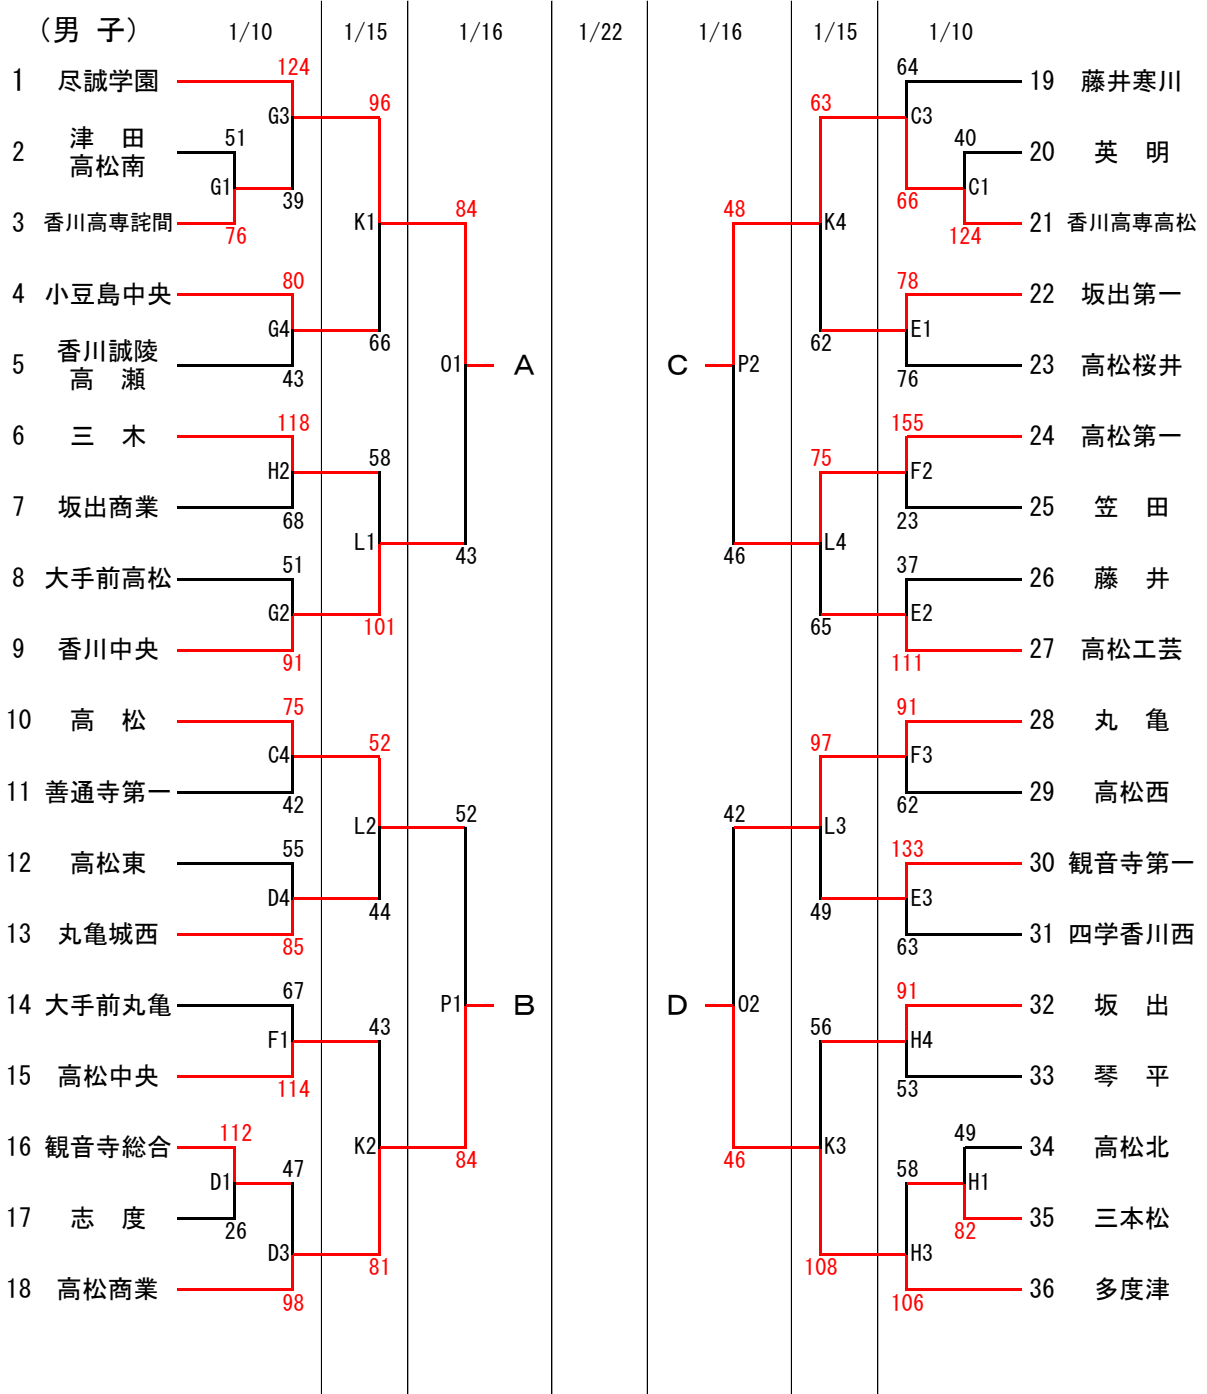 (男 子) 1/10 1/15 1/16 1/22 1/16 1/15 1/10
1 尽誠学園 124
2 津 田 高松南 51
3 香川高専詫間 76
G1 39 G3 96
4 小豆島中央 80
5 香川誠陵 高 瀬 43
G4 66 K1 84
6 三 木 118
7 坂出商業 68
H2 58
8 大手前高松 51
9 香川中央 91
G2 101 L1 43
O1 A
10 高 松 75
11 善通寺第一 42
C4 52
12 高松東 55
13 丸亀城西 85
D4 44 L2 52
14 大手前丸亀 67
15 高松中央 114
F1 43
16 観音寺総合 112
17 志 度 26
D1 47
18 高松商業 98
D3 81 K2 84
P1 B
19 藤井寒川 64
20 英 明 40
21 香川高専高松 124
C1 66 C3 63
22 坂出第一 78
23 高松桜井 76
E1 62 K4 48
24 高松第一 155
25 笠 田 23
F2 75
26 藤 井 37
27 高松工芸 111
E2 65 L4 46
P2 C
28 丸 亀 91
29 高松西 62
F3 97
30 観音寺第一 133
31 四学香川西 63
E3 49 L3 42
32 坂 出 91
33 琴 平 53
H4 56
34 高松北 49
35 三本松 82
H1 58
36 多度津 106
H3 108 K3 46
O2 D